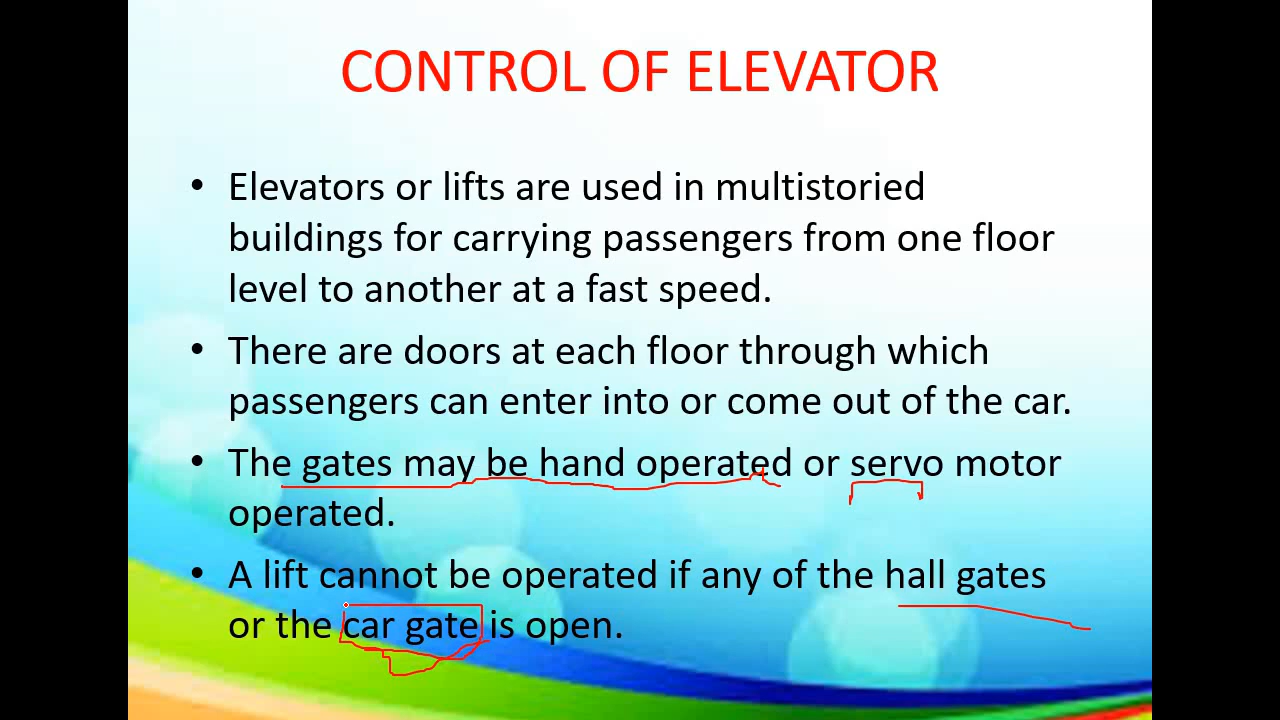 CONTROL OF ELEVATOR
• Elevators or lifts are used in multistoried
buildings for carrying passengers from one floor
level to another at a fast speed.
• There are doors at each floor through which
passengers can enter into or come out of the car.
• The gates may be hand operated or servo motor
operated.
• A lift cannot be operated if any of the hall gates
or the car gate is open.